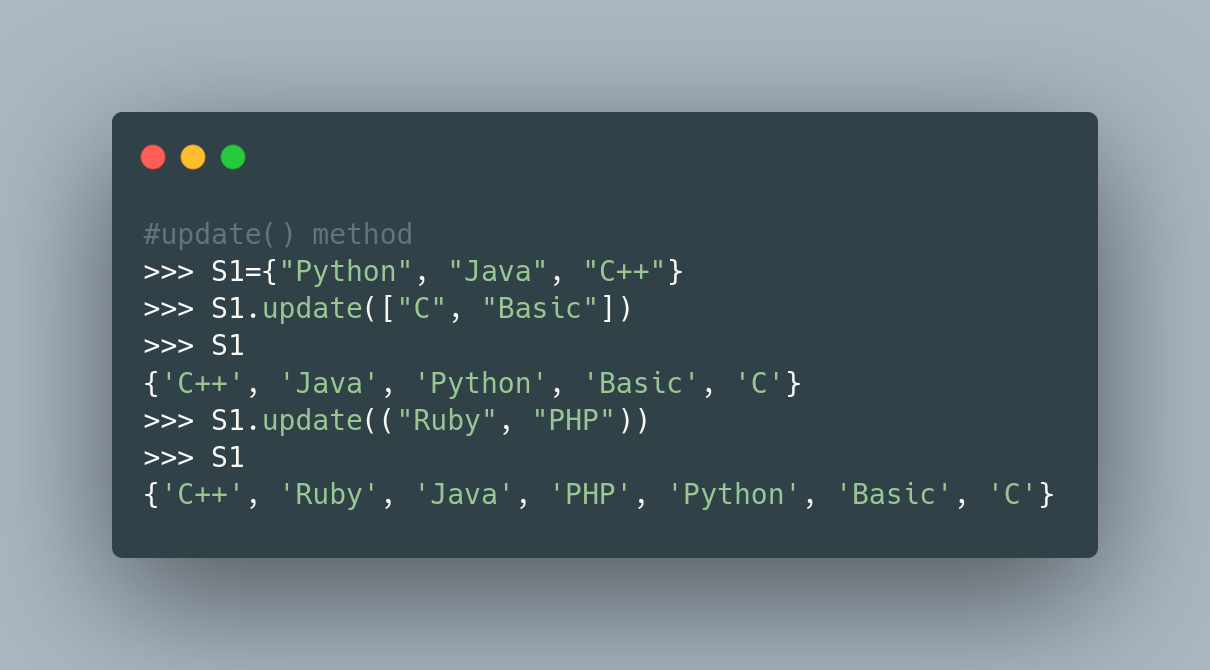 #update() method
>>> S1={"Python", "Java", "C++"}
>>> S1.update(["C", "Basic"])
>>> S1
{'C++', 'Java', 'Python', 'Basic', 'C'}
>>> S1.update(("Ruby", "PHP"))
>>> S1
{'C++', 'Ruby', 'Java', 'PHP', 'Python', 'Basic', 'C'}